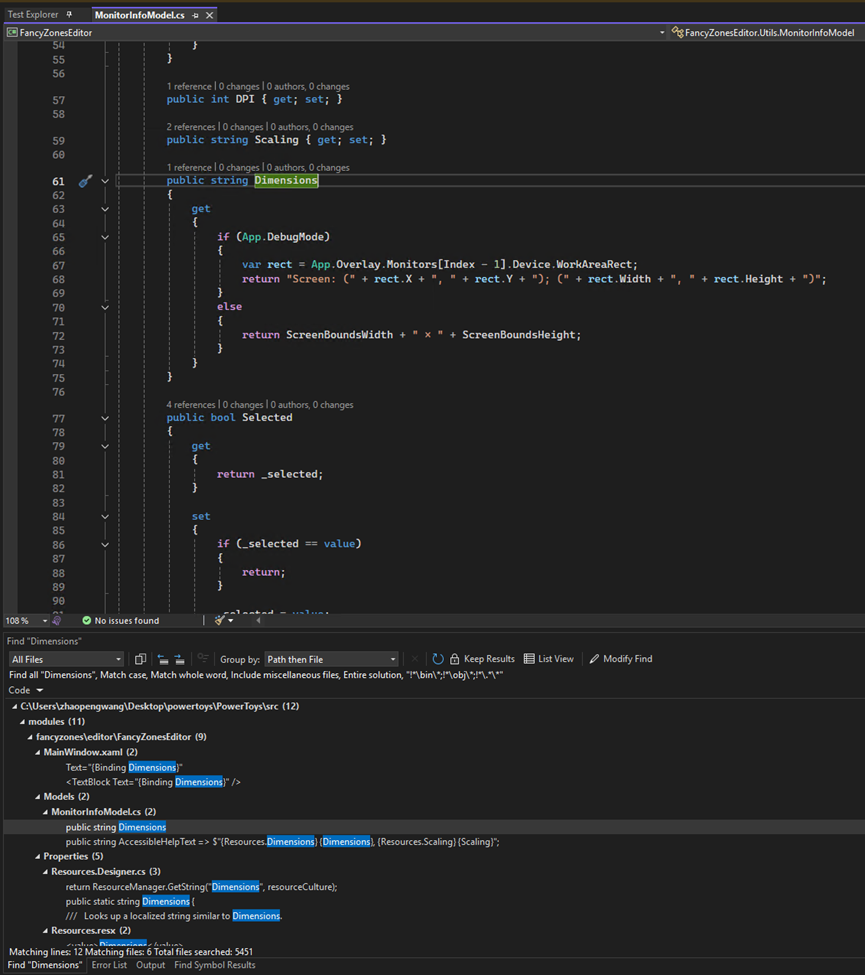 Test Explorer
MonitorInfoModel.cs
FancyZonesEditor
FancyZonesEditor.Utils.MonitorInfoModel
54 }
55 }
56
1 reference | 0 changes | 0 authors, 0 changes
57 public int DPI { get; set; }
58
2 references | 0 changes | 0 authors, 0 changes
59 public string Scaling { get; set; }
60
1 reference | 0 changes | 0 authors, 0 changes
61 public string Dimensions
62 {
63 get
64 {
65 if (App.DebugMode)
66 {
67 var rect = App.Overlay.Monitors[Index - 1].Device.WorkAreaRect;
68 return "Screen: (" + rect.X + ", " + rect.Y + "); (" + rect.Width + ", " + rect.Height + ")";
69 }
70 else
71 {
72 return ScreenBoundsWidth + " × " + ScreenBoundsHeight;
73 }
74 }
75 }
76
4 references | 0 changes | 0 authors, 0 changes
77 public bool Selected
78 {
79 get
80 {
81 return _selected;
82 }
83
84 set
85 {
86 if (_selected == value)
87 {
88 return;
89 }
90
91 _selected = value;
108 %
No issues found
Find "Dimensions"
All Files
Group by: Path then File
Keep Results
List View
Modify Find
Find all "Dimensions", Match case, Match whole word, Include miscellaneous files, Entire solution, "!*\bin\*;!*\obj\*;!*\.*\*"
Code
C:\Users\zhaopengwang\Desktop\powertoys\PowerToys\src (12)
modules (11)
fancyzones\editor\FancyZonesEditor (9)
MainWindow.xaml (2)
Text="{Binding Dimensions}"
<TextBlock Text="{Binding Dimensions}" />
Models (2)
MonitorInfoModel.cs (2)
public string Dimensions
public string AccessibleHelpText => $"{Resources.Dimensions} {Dimensions}, {Resources.Scaling} {Scaling}";
Properties (5)
Resources.Designer.cs (3)
return ResourceManager.GetString("Dimensions", resourceCulture);
public static string Dimensions {
/// Looks up a localized string similar to Dimensions.
Resources.resx (2)
<value>Dimensions</value>
Matching lines: 12 Matching files: 6 Total files searched: 5451
Find "Dimensions"
Error List
Output
Find Symbol Results